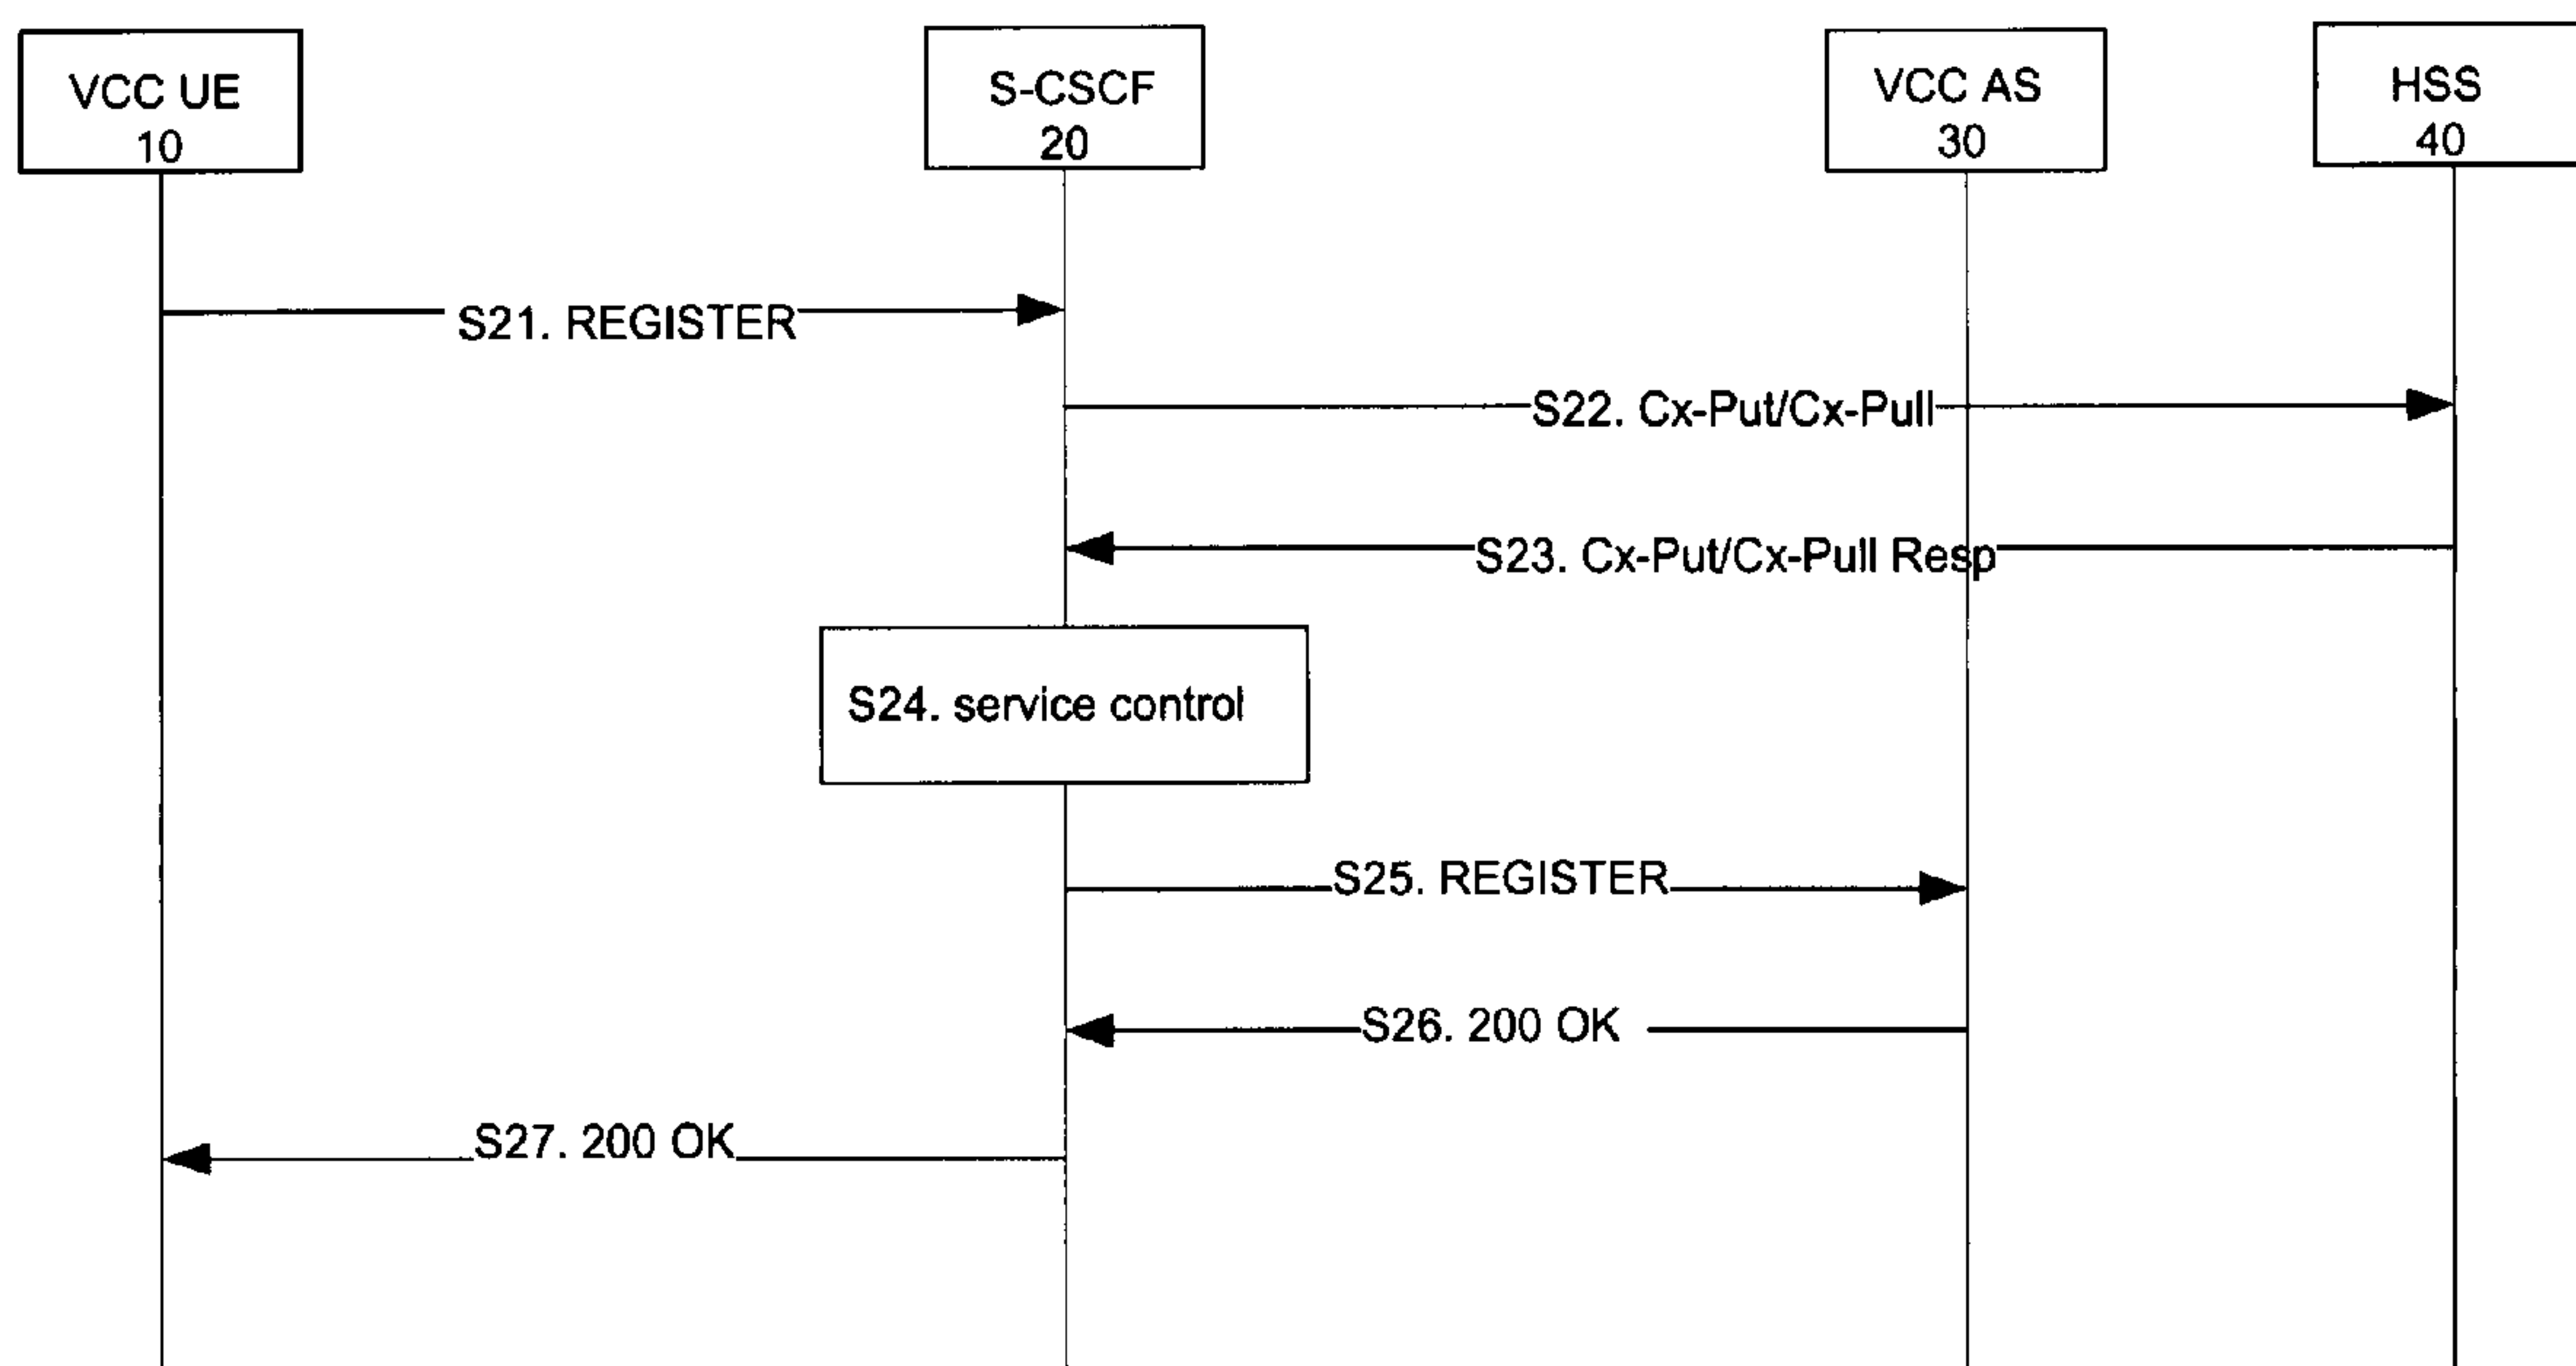 VCC UE
10
S-CSCF
20
VCC AS
30
HSS
40
S21. REGISTER
S22. Cx-Put/Cx-Pull
S23. Cx-Put/Cx-Pull Resp
S24. service control
S25. REGISTER
S26. 200 OK
S27. 200 OK